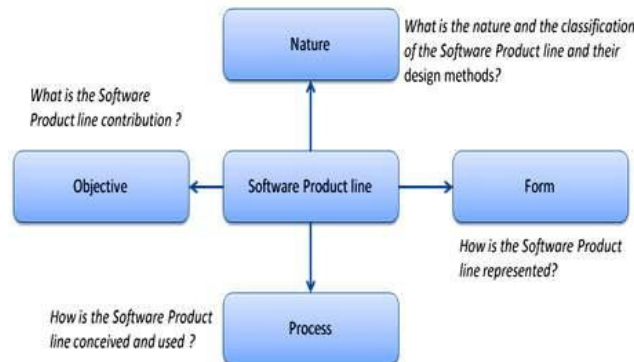 Nature
What is the nature and the classification
of the Software Product line and their
design methods?
What is the Software
Product line contribution ?
Objective
Software Product line
Form
How is the Software Product
line represented?
How is the Software Product
line conceived and used ?
Process